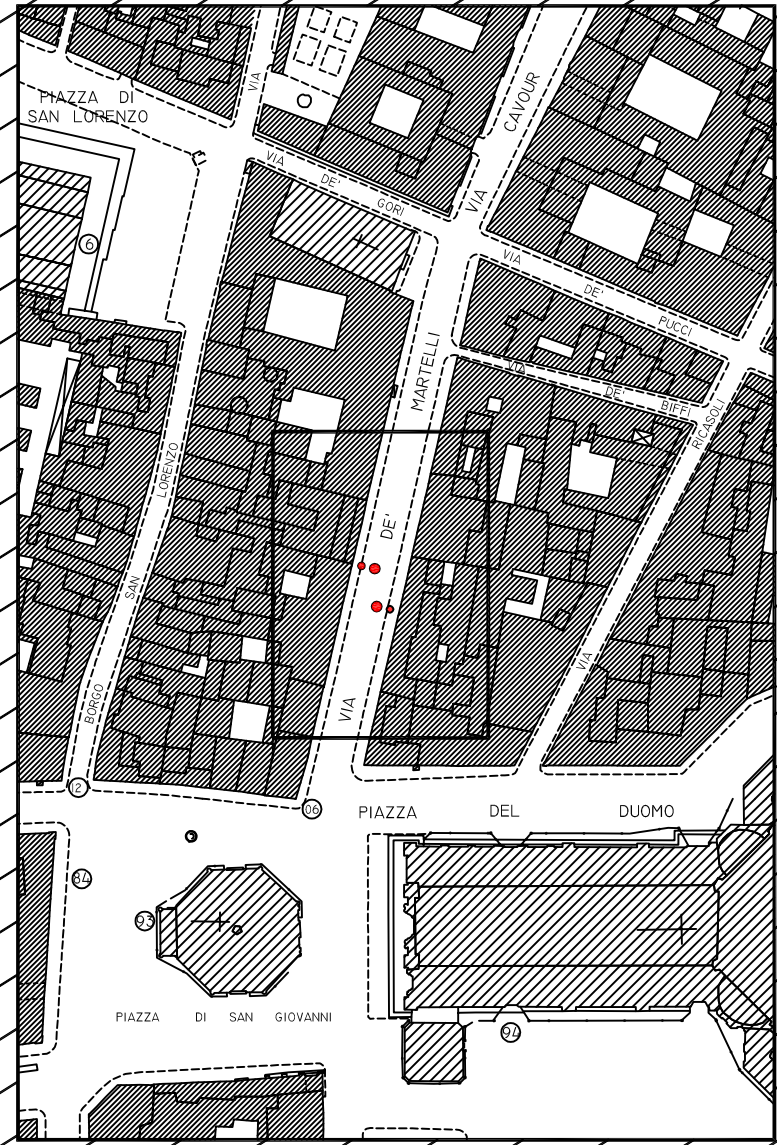 PIAZZA DI
SAN LORENZO
VIA
VIA
DE'
GORI
VIA
CAVOUR
VIA
DE'
PUCCI
6
VIA
DE'
BIFFI
VIA
RICASOLI
VIA
DE'
MARTELLI
BORGO
SAN
LORENZO
12
06
PIAZZA DEL DUOMO
84
93
PIAZZA DI SAN GIOVANNI
94